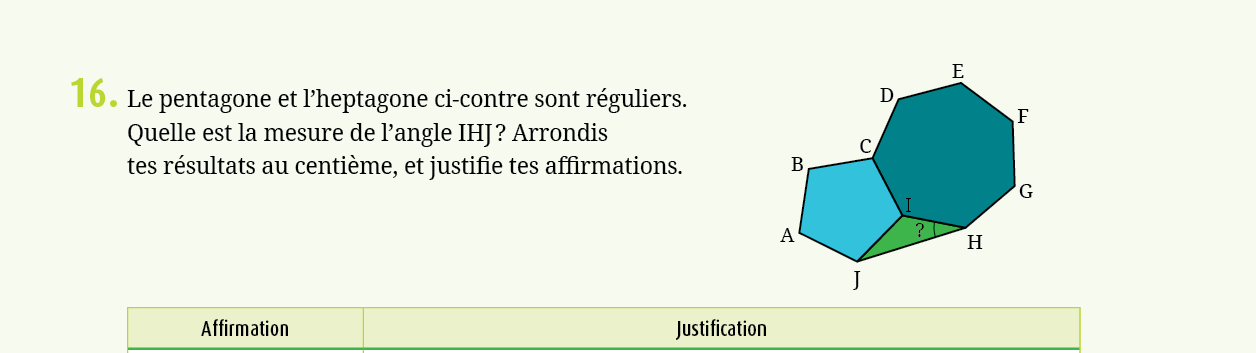 16. Le pentagone et l’heptagone ci-contre sont réguliers.
Quelle est la mesure de l’angle IHJ ? Arrondis
tes résultats au centième, et justifie tes affirmations.
E
D
F
C
B
I
G
A
?
H
J
Affirmation
Justification